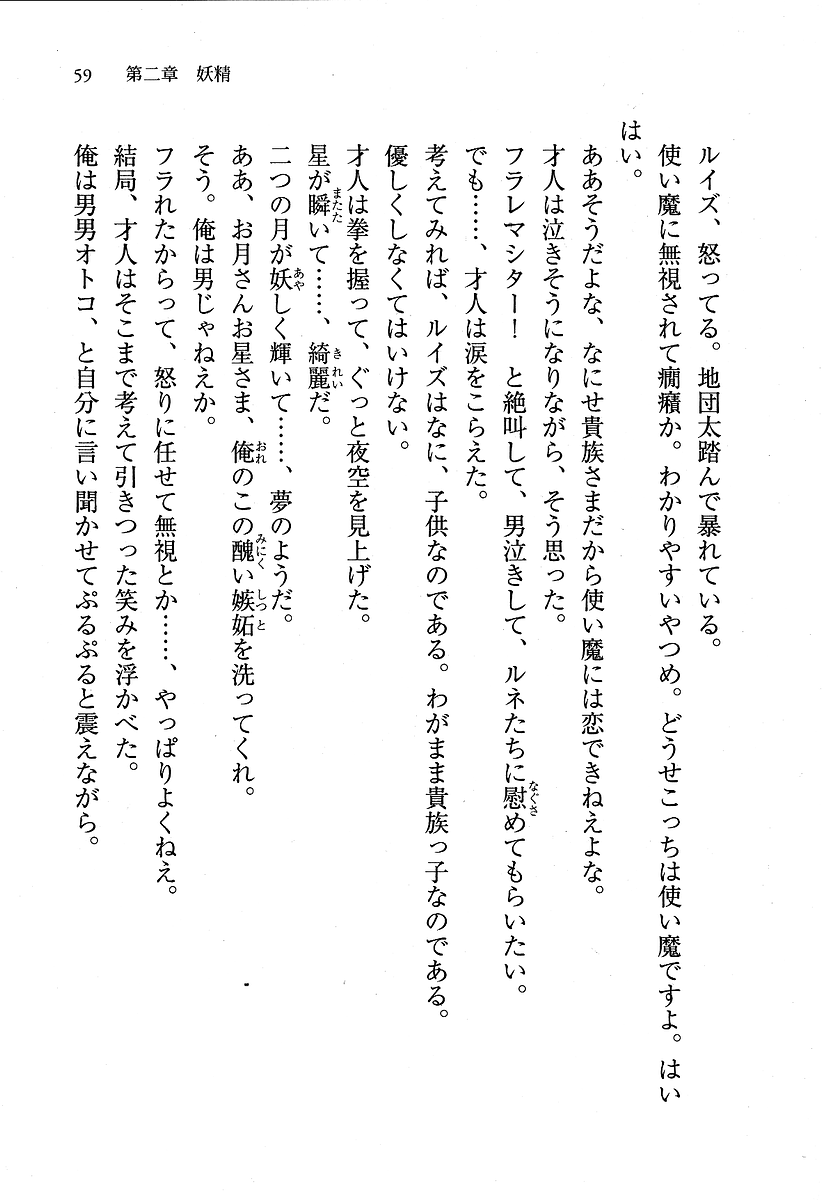 59　第二章　妖精
ルイズ、怒ってる。地団太踏んで暴れている。
使い魔に無視されて癇癪か。わかりやすいやつめ。どうせこっちは使い魔ですよ。はい
はい。
ああそうだよな、なにせ貴族さまだから使い魔には恋できねえよな。
才人は泣きそうになりながら、そう思った。
フラレマシター！　と絶叫して、男泣きして、ルネたちに慰めてもらいたい。
でも……、才人は涙をこらえた。
考えてみれば、ルイズはなに、子供なのである。わがまま貴族っ子なのである。
優しくしなくてはいけない。
才人は拳を握って、ぐっと夜空を見上げた。
星が瞬いて……、綺麗だ。
二つの月が妖しく輝いて……、夢のようだ。
ああ、お月さんお星さま、俺のこの醜い嫉妬を洗ってくれ。
そう。俺は男じゃねえか。
フラれたからって、怒りに任せて無視とか……、やっぱりよくねえ。
結局、才人はそこまで考えて引きつった笑みを浮かべた。
俺は男男オトコ、と自分に言い聞かせてぷるぷると震えながら。